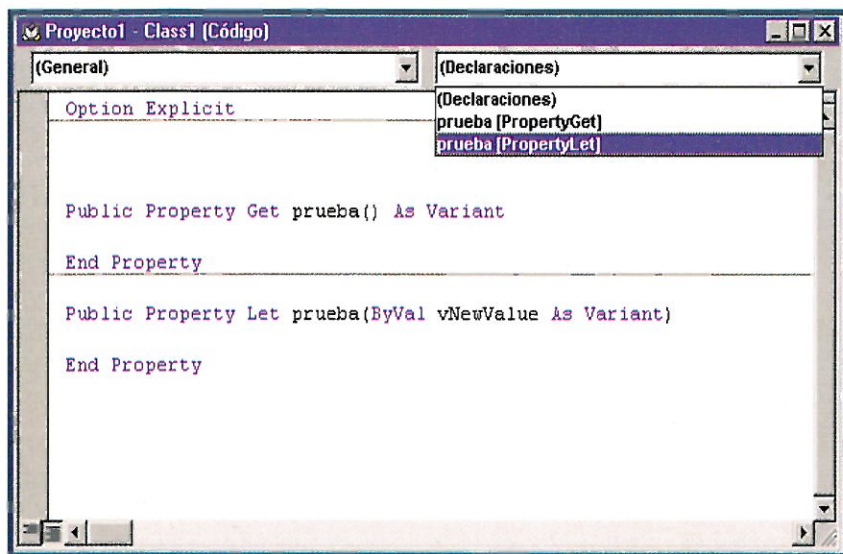 Proyecto1 - Class1 (Código)
(General)
(Declaraciones)
(Declaraciones)
prueba [PropertyGet]
prueba [PropertyLet]
Option Explicit
Public Property Get prueba() As Variant
End Property
Public Property Let prueba(ByVal vNewValue As Variant)
End Property